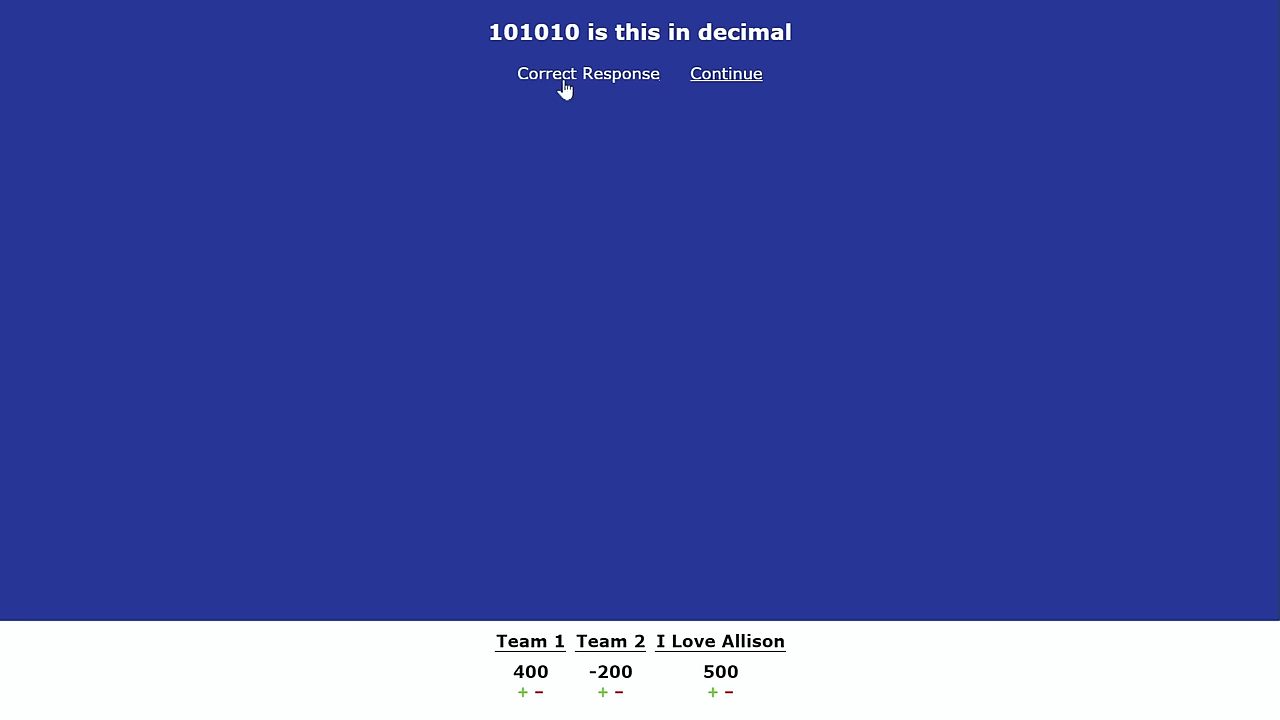 101010 is this in decimal
Correct Response Continue
Team 1 Team 2 I Love Allison
400 -200 500
+ - + - + -